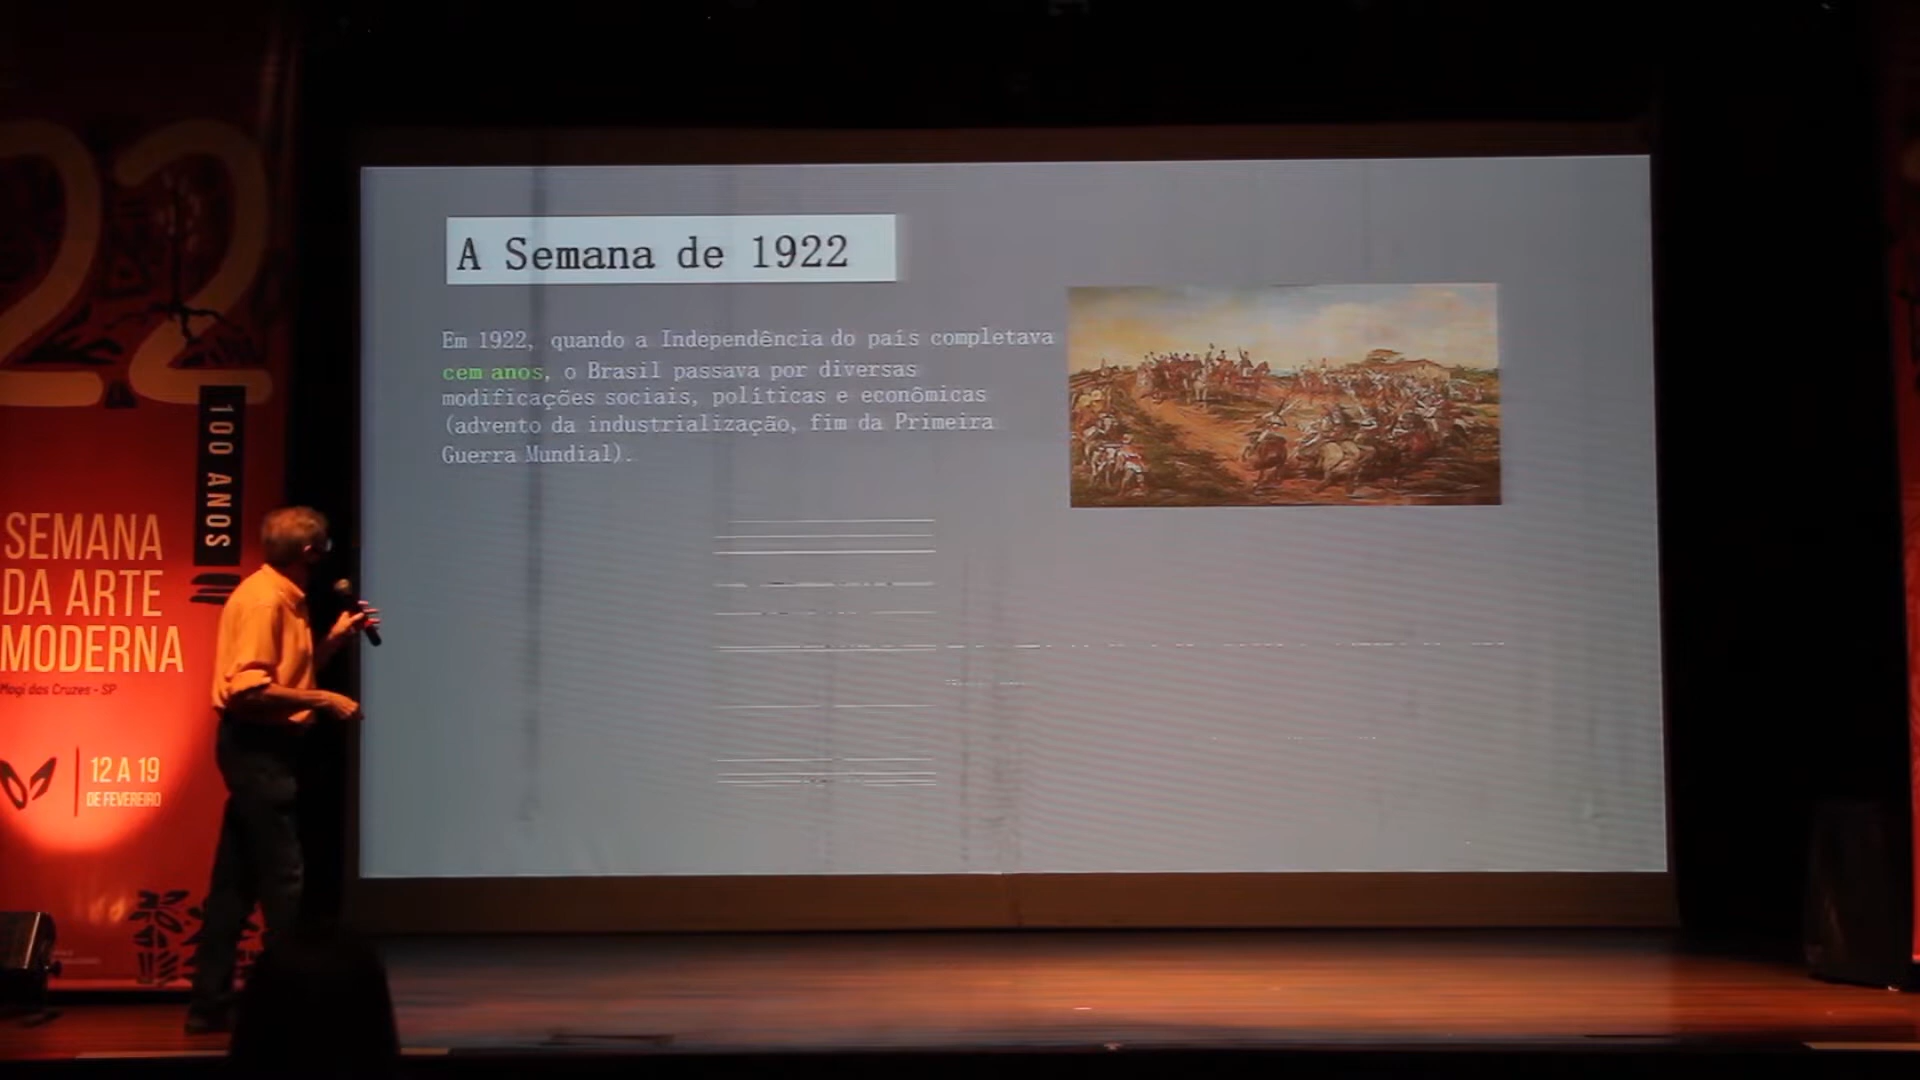 22
100 ANOS
SEMANA
DA ARTE
MODERNA
Mogi das Cruzes - SP
12 A 19
DE FEVEREIRO
A Semana de 1922
Em 1922, quando a Independência do país completava
cem anos, o Brasil passava por diversas
modificações sociais, políticas e econômicas
(advento da industrialização, fim da Primeira
Guerra Mundial).